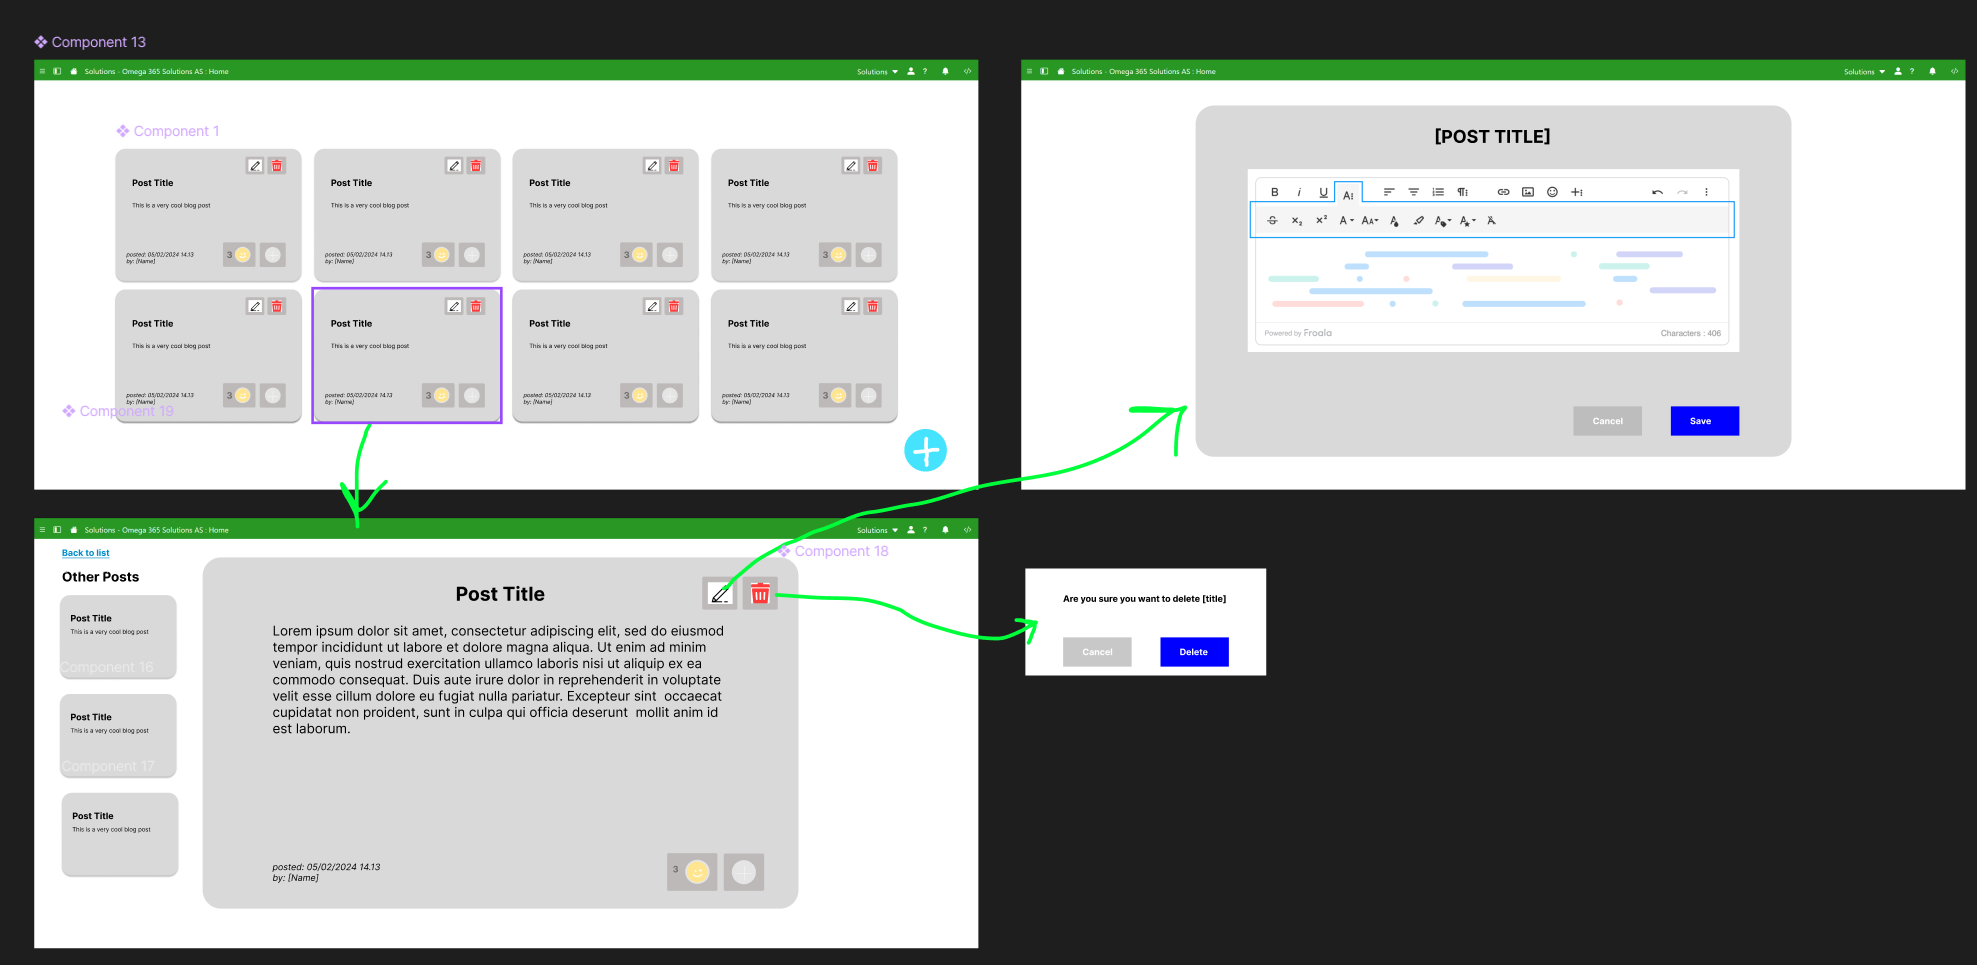 Component 13
Solutions - Omega 365 Solutions AS : Home
Solutions
?
</>
Component 1
Post Title
This is a very cool blog post
posted: 05/02/2024 14.13
by: [Name]
3
Post Title
This is a very cool blog post
posted: 05/02/2024 14.13
by: [Name]
3
Post Title
This is a very cool blog post
posted: 05/02/2024 14.13
by: [Name]
3
Post Title
This is a very cool blog post
posted: 05/02/2024 14.13
by: [Name]
3
Post Title
This is a very cool blog post
posted: 05/02/2024 14.13
by: [Name]
3
Component 19
Post Title
This is a very cool blog post
posted: 05/02/2024 14.13
by: [Name]
3
Post Title
This is a very cool blog post
posted: 05/02/2024 14.13
by: [Name]
3
Post Title
This is a very cool blog post
posted: 05/02/2024 14.13
by: [Name]
3
Solutions - Omega 365 Solutions AS : Home
Solutions
?
</>
[POST TITLE]
B i U A
Powered by Froala
Characters : 406
Cancel
Save
Solutions - Omega 365 Solutions AS : Home
Solutions
?
</>
Back to list
Other Posts
Post Title
This is a very cool blog post
Component 16
Post Title
This is a very cool blog post
Component 17
Post Title
This is a very cool blog post
Component 18
Post Title
Lorem ipsum dolor sit amet, consectetur adipiscing elit, sed do eiusmod
tempor incididunt ut labore et dolore magna aliqua. Ut enim ad minim
veniam, quis nostrud exercitation ullamco laboris nisi ut aliquip ex ea
commodo consequat. Duis aute irure dolor in reprehenderit in voluptate
velit esse cillum dolore eu fugiat nulla pariatur. Excepteur sint  occaecat
cupidatat non proident, sunt in culpa qui officia deserunt  mollit anim id
est laborum.
posted: 05/02/2024 14.13
by: [Name]
3
Are you sure you want to delete [title]
Cancel
Delete